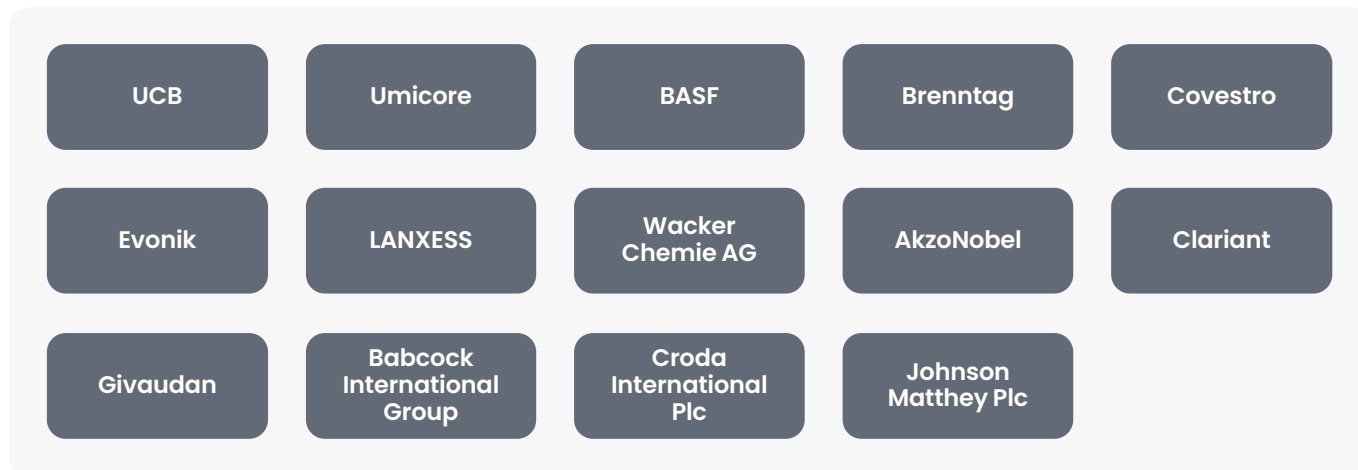 UCB
Umicore
BASF
Brenntag
Covestro
Evonik
LANXESS
Wacker
Chemie AG
AkzoNobel
Clariant
Givaudan
Babcock
International
Group
Croda
International
Plc
Johnson
Matthey Plc